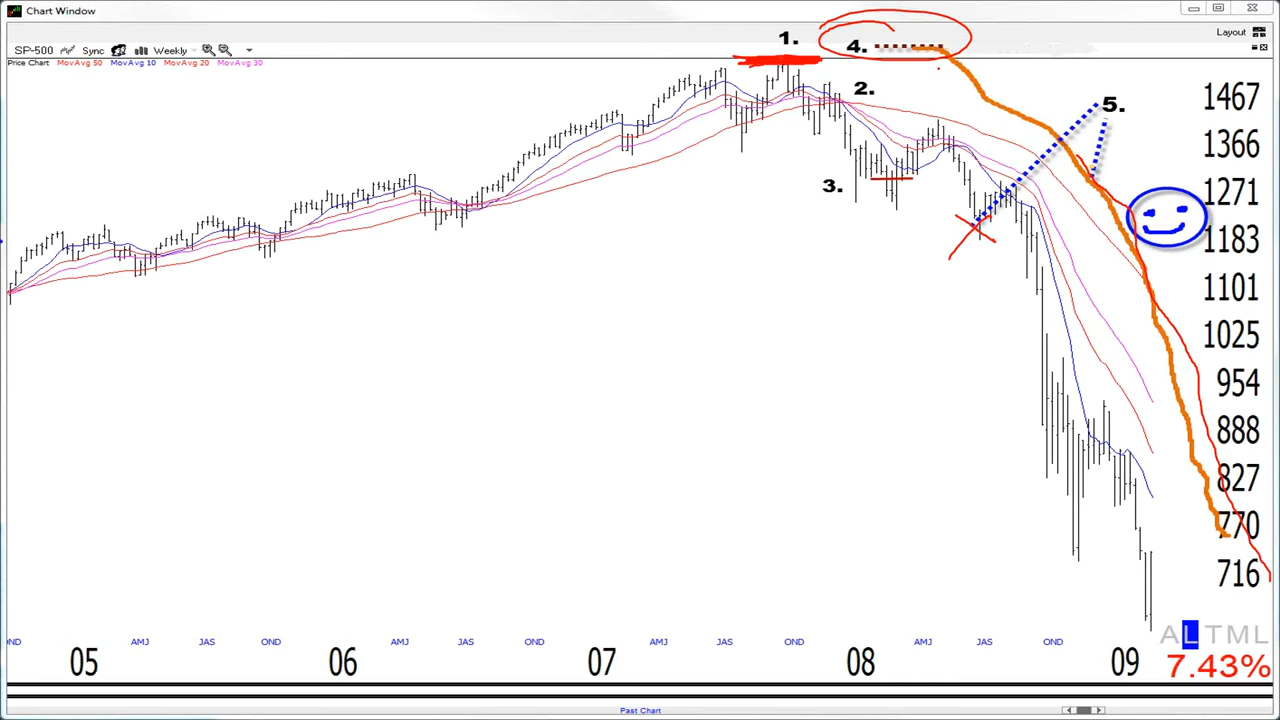 Chart Window
Layout
SP-500 Sync Weekly
Price Chart MovAvg 50 MovAvg 10 MovAvg 20 MovAvg 30
1.
4.
2.
5.
3.
1467
1366
1271
1183
1101
1025
954
888
827
770
716
OND AMJ JAS OND AMJ JAS OND AMJ JAS OND AMJ JAS OND
ALTML
05 06 07 08 09
7.43%
Past Chart